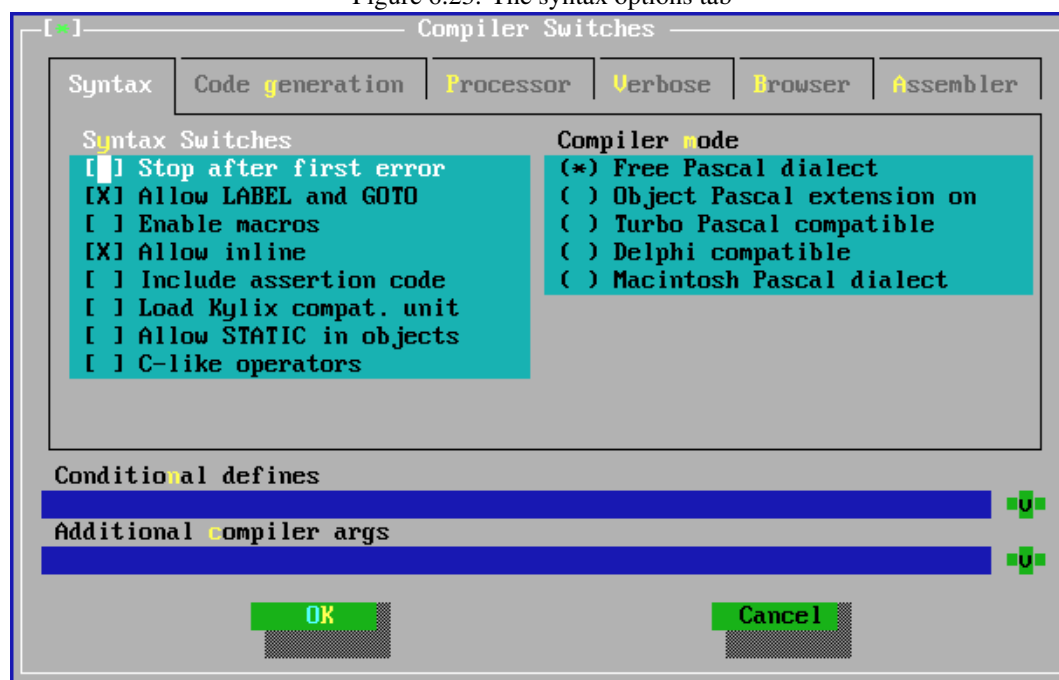 Figure 6.25: The syntax options tab
[*] Compiler Switches
Syntax Code generation Processor Verbose Browser Assembler
Syntax Switches
[ ] Stop after first error
[X] Allow LABEL and GOTO
[ ] Enable macros
[X] Allow inline
[ ] Include assertion code
[ ] Load Kylix compat. unit
[ ] Allow STATIC in objects
[ ] C-like operators
Compiler mode
(*) Free Pascal dialect
( ) Object Pascal extension on
( ) Turbo Pascal compatible
( ) Delphi compatible
( ) Macintosh Pascal dialect
Conditional defines
Additional compiler args
OK Cancel